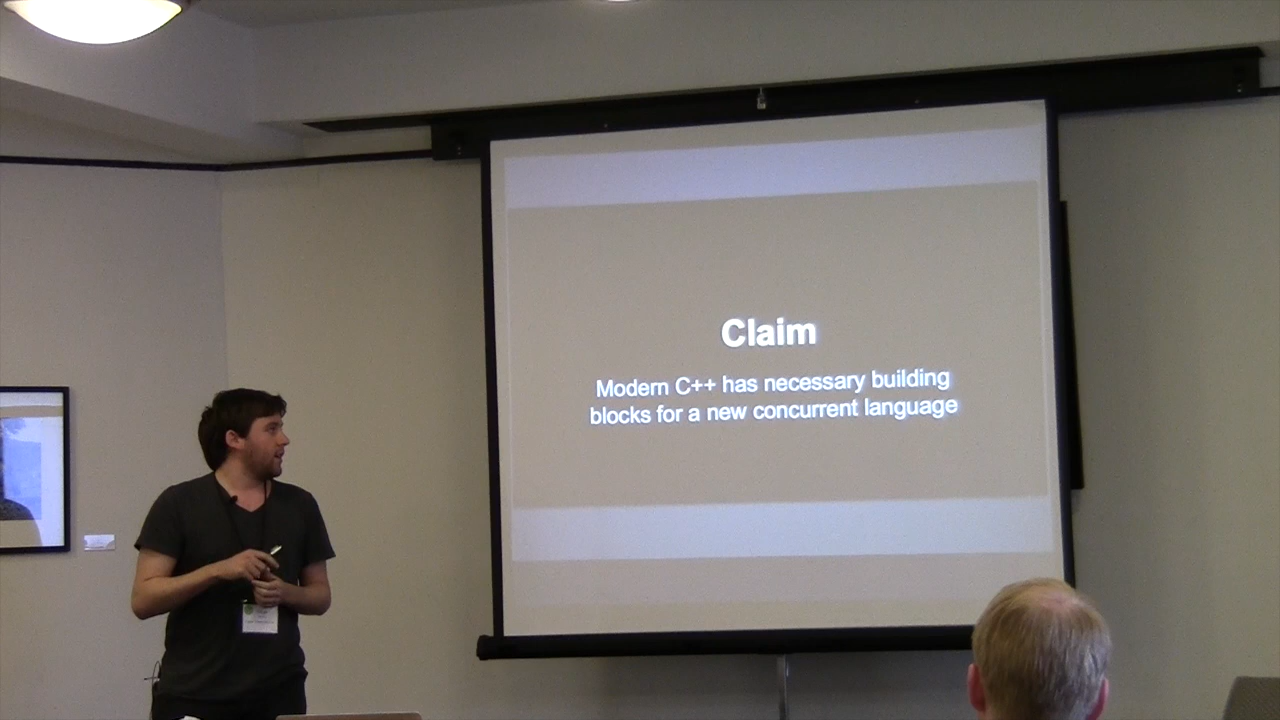 Claim
Modern C++ has necessary building
blocks for a new concurrent language